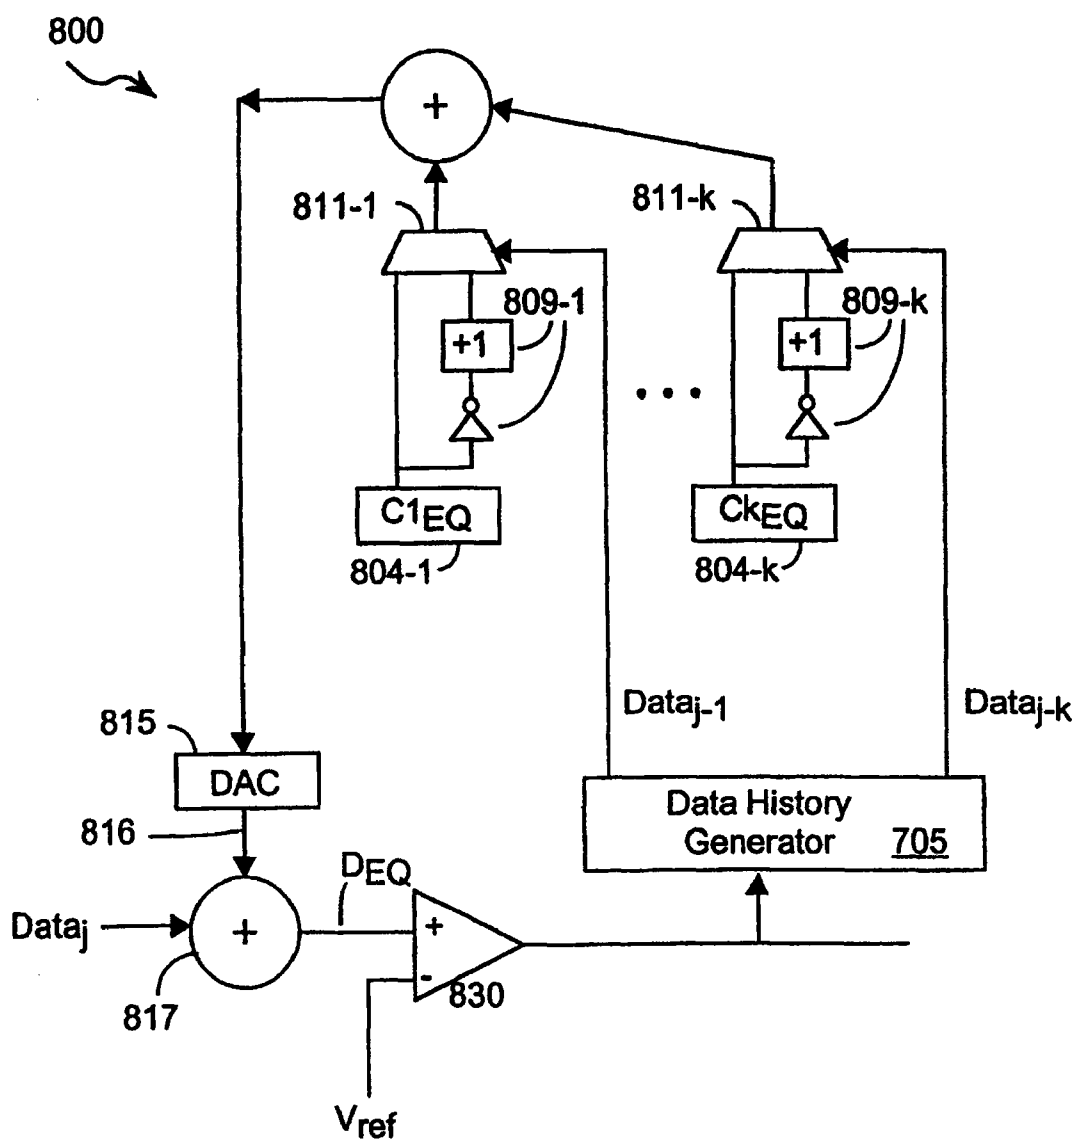 800
+
811-1
811-k
809-1
809-k
+1
+1
C1EQ
CkEQ
804-1
804-k
Dataj-1
Dataj-k
815
DAC
Data History
Generator 705
816
DEQ
Dataj
+
+
-
830
817
Vref